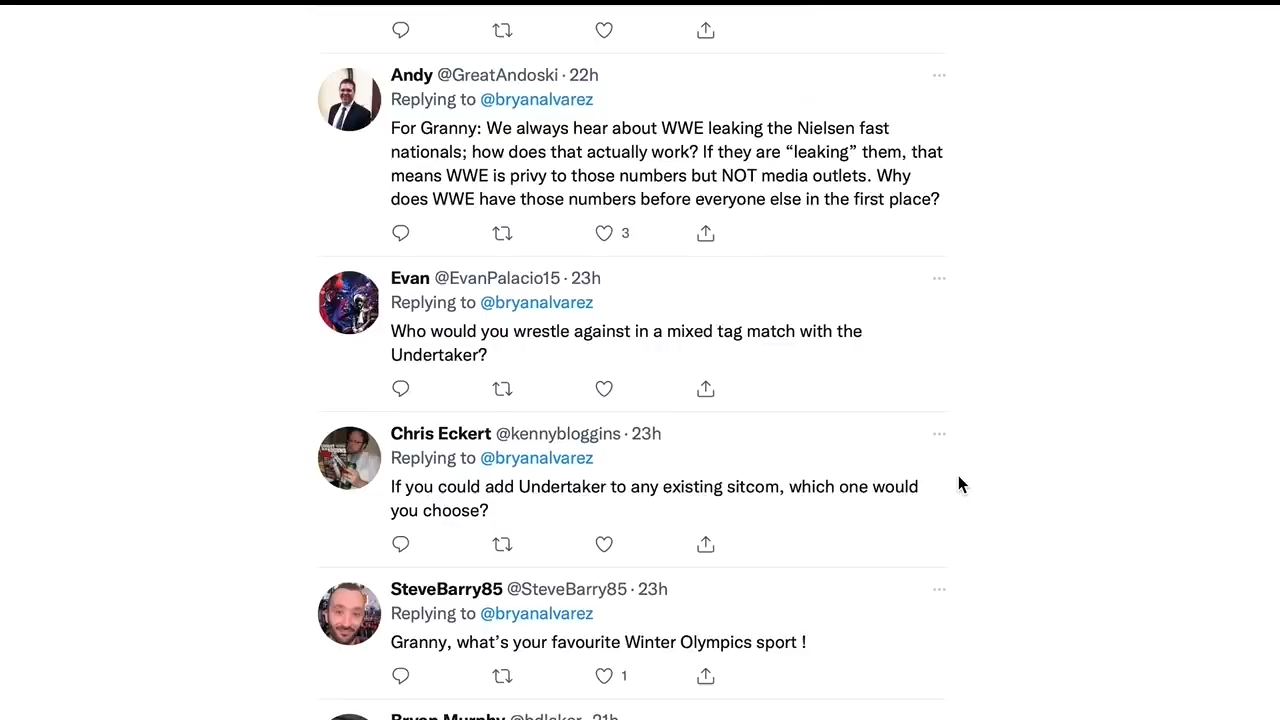 Andy @GreatAndoski · 22h
Replying to @bryanalvarez
For Granny: We always hear about WWE leaking the Nielsen fast
nationals; how does that actually work? If they are “leaking” them, that
means WWE is privy to those numbers but NOT media outlets. Why
does WWE have those numbers before everyone else in the first place?
3
Evan @EvanPalacio15 · 23h
Replying to @bryanalvarez
Who would you wrestle against in a mixed tag match with the
Undertaker?
Chris Eckert @kennybloggins · 23h
Replying to @bryanalvarez
If you could add Undertaker to any existing sitcom, which one would
you choose?
SteveBarry85 @SteveBarry85 · 23h
Replying to @bryanalvarez
Granny, what’s your favourite Winter Olympics sport !
1
Bryan Murphy @bdlaker · 21h